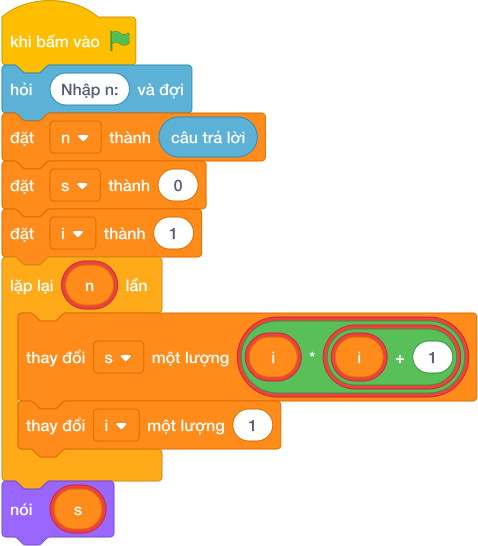 khi bấm vào
hỏi Nhập n: và đợi
đặt n thành câu trả lời
đặt s thành 0
đặt i thành 1
lặp lại n lần
thay đổi s một lượng i * i + 1
thay đổi i một lượng 1
nói s